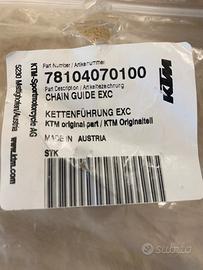 Part Number / Artikelnummer
78104070100
Part Description / Artikelbezeichnung
CHAIN GUIDE EXC
KETTENFÜHRUNG EXC
KTM original part / KTM Originalteil
MADE IN AUSTRIA
STK
KTM
KTM-Sportmotorcycle AG
5230 Mattighofen/Austria
www.ktm.com
subito